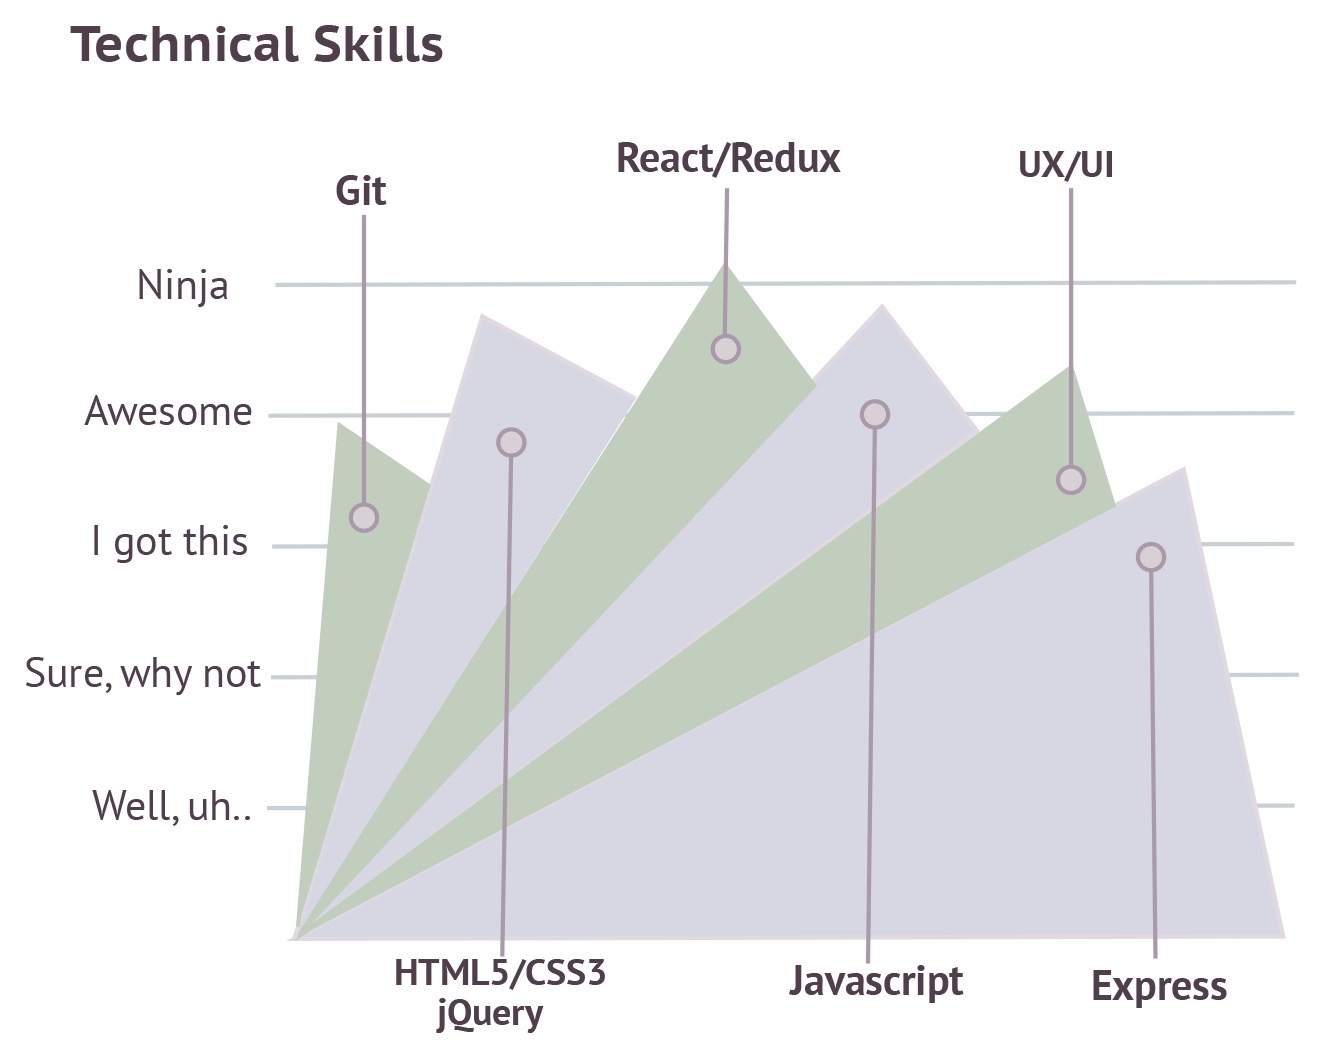 Technical Skills
React/Redux
UX/UI
Git
Ninja
Awesome
I got this
Sure, why not
Well, uh..
HTML5/CSS3
jQuery
Javascript
Express